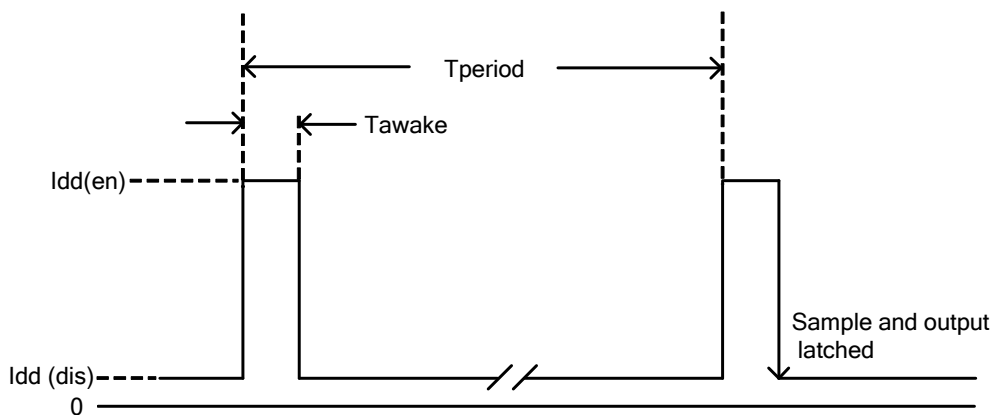 Tperiod
Tawake
Idd(en)
Sample and output
latched
Idd (dis)
0